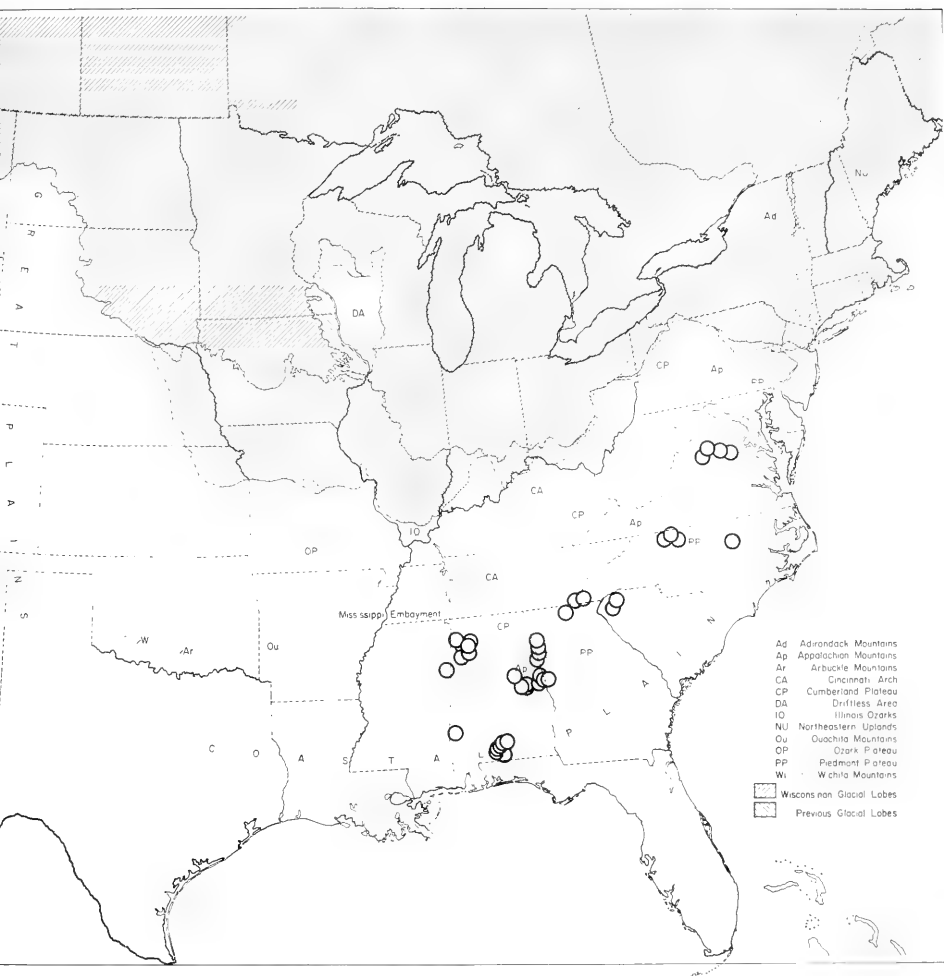 Nu
Ad
G R E A T P L A I N S
DA
CP Ap PP
CA
CP
Ap
PP
IO
OP
CA
Mississippi Embayment
CP
W
Ar
Ou
PP
Ap
C O A S T A L P L A I N
Ad Adirondack Mountains
Ap Appalachian Mountains
Ar Arbuckle Mountains
CA Cincinnati Arch
CP Cumberland Plateau
DA Driftless Area
IO Illinois Ozarks
NU Northeastern Uplands
Ou Ouachita Mountains
OP Ozark Plateau
PP Piedmont Plateau
Wi Wichita Mountains
Wisconsinan Glacial Lobes
Previous Glacial Lobes